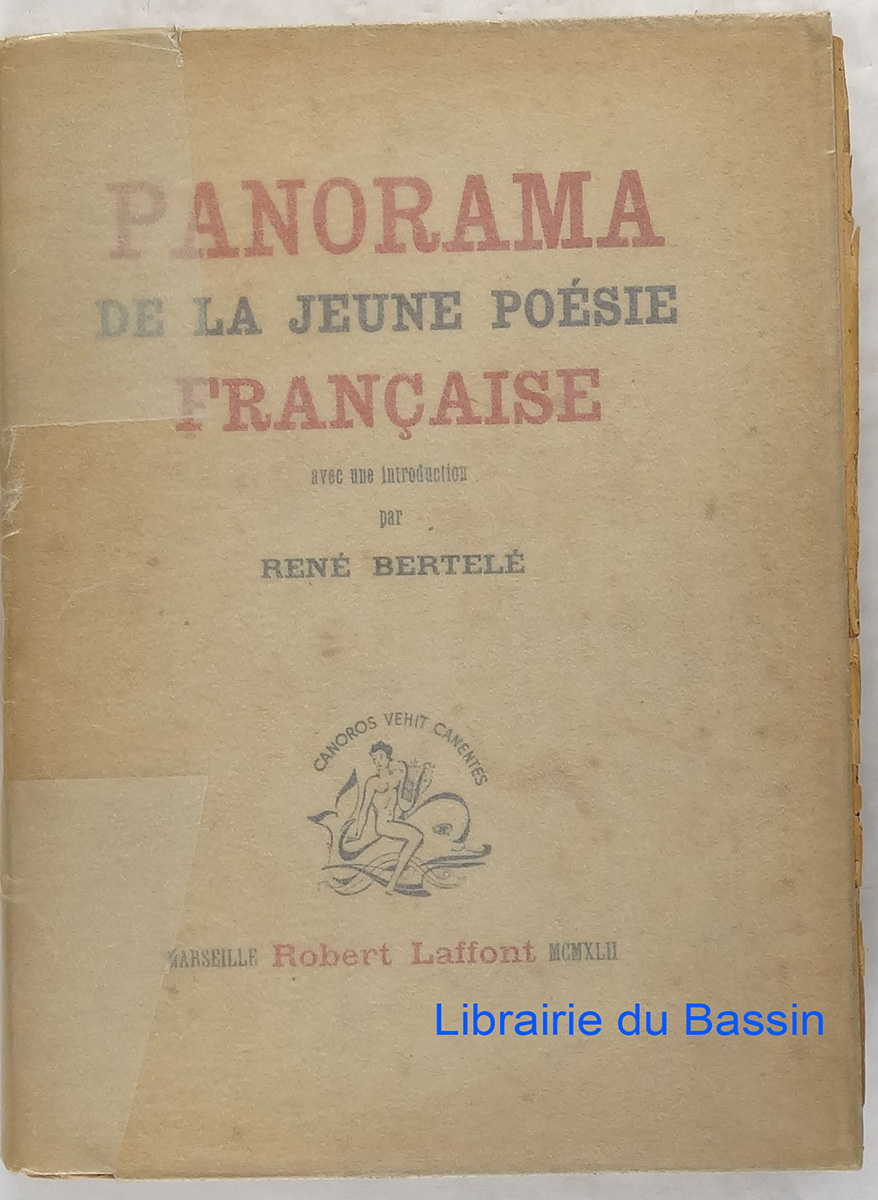 PANORAMA
DE LA JEUNE POÉSIE
FRANÇAISE
avec une introduction
par
RENÉ BERTELÉ
CANOROS VEHIT CANENTES
MARSEILLE Robert Laffont MCMXLII
Librairie du Bassin